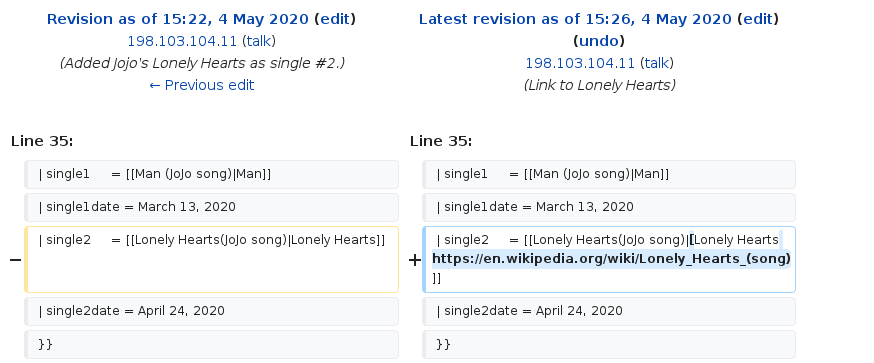 Revision as of 15:22, 4 May 2020 (edit)
198.103.104.11 (talk)
(Added Jojo's Lonely Hearts as single #2.)
← Previous edit
Latest revision as of 15:26, 4 May 2020 (edit)
(undo)
198.103.104.11 (talk)
(Link to Lonely Hearts)
Line 35:
Line 35:
| single1 = [[Man (JoJo song)|Man]]
| single1 = [[Man (JoJo song)|Man]]
| single1date = March 13, 2020
| single1date = March 13, 2020
− | single2 = [[Lonely Hearts(JoJo song)|Lonely Hearts]]
+ | single2 = [[Lonely Hearts(JoJo song)|[Lonely Hearts
https://en.wikipedia.org/wiki/Lonely_Hearts_(song)
]]
| single2date = April 24, 2020
| single2date = April 24, 2020
}}
}}